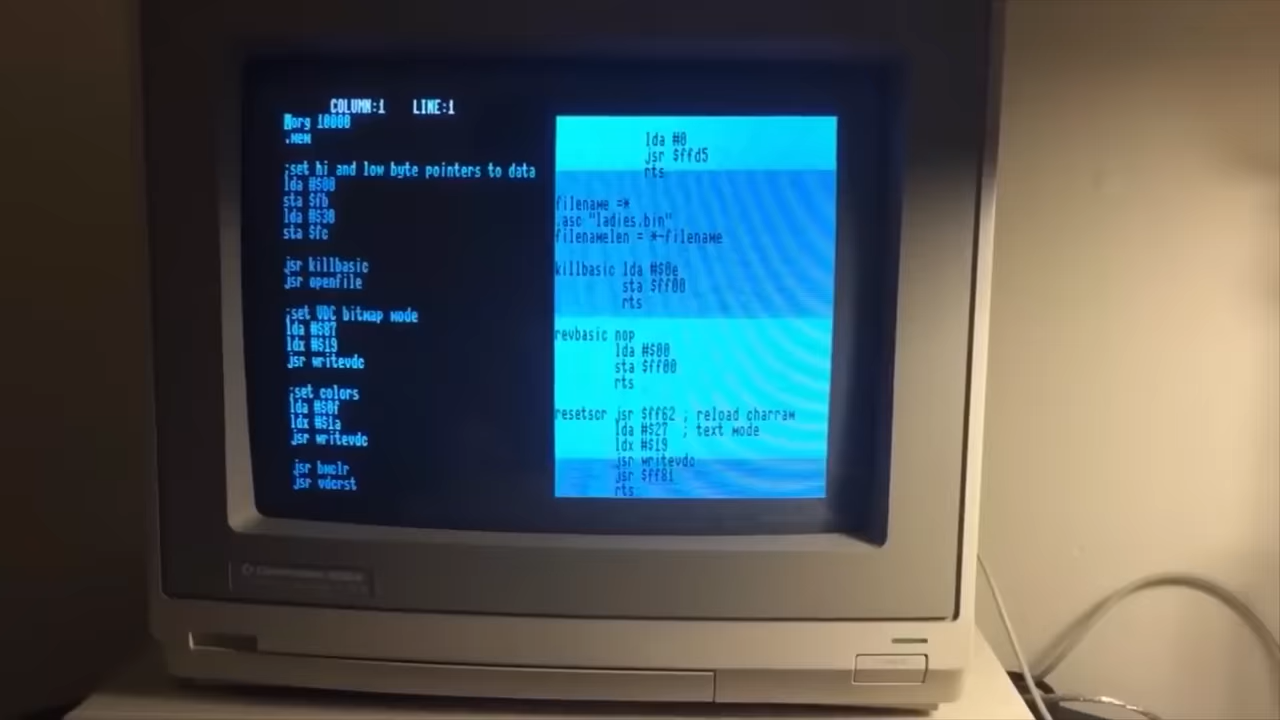 COLUMN:1 LINE:1
org 10000
.mem
;set hi and low byte pointers to data
lda #$00
sta $fb
lda #$30
sta $fc
jsr killbasic
jsr openfile
;set VDC bitmap mode
lda #$87
ldx #$19
jsr writevdc
;set colors
lda #$0f
ldx #$1a
jsr writevdc
jsr bmclr
jsr vdcrst
lda #0
jsr $ffd5
rts
filename =*
.asc "ladies.bin"
filenamelen = *-filename
killbasic lda #$0e
sta $ff00
rts
revbasic nop
lda #$00
sta $ff00
rts
resetscr jsr $ff62 ; reload charram
lda #$27 ; text mode
ldx #$19
jsr writevdc
jsr $ff81
rts
Commodore